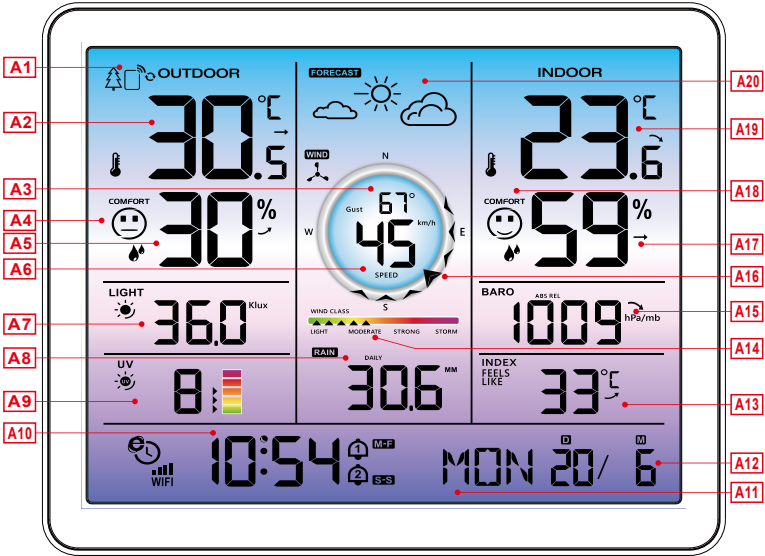 A1
OUTDOOR
FORECAST
INDOOR
A20
A2
30.5 °C
23.6 °C
A19
WIND
N
A3
Gust 67°
km/h
A18
COMFORT
COMFORT
A4
30 %
W
45
E
59 %
A5
A17
A6
SPEED
A16
S
LIGHT
BARO
ABS REL
A7
36.0 Klux
WIND CLASS
1009 hPa/mb
A15
LIGHT MODERATE STRONG STORM
A14
A8
RAIN
DAILY
UV
UV
30.6 MM
INDEX
FEELS
LIKE
33 °C
A9
8
A13
A10
e
10:54
1 M-F
2 S-S
WIFI
D
M
MON 20/ 6
A12
A11